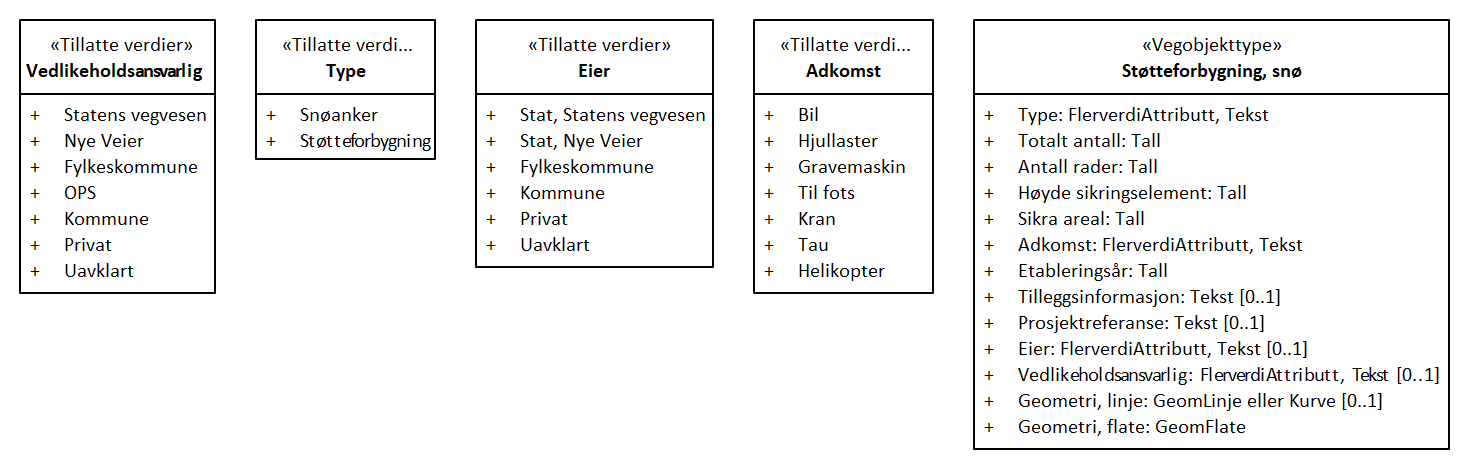 «Tillatte verdier»
Vedlikeholdsansvarlig
+ Statens vegvesen
+ Nye Veier
+ Fylkeskommune
+ OPS
+ Kommune
+ Privat
+ Uavklart
«Tillatte verdi...
Type
+ Snøanker
+ Støtteforbygning
«Tillatte verdier»
Eier
+ Stat, Statens vegvesen
+ Stat, Nye Veier
+ Fylkeskommune
+ Kommune
+ Privat
+ Uavklart
«Tillatte verdi...
Adkomst
+ Bil
+ Hjullaster
+ Gravemaskin
+ Til fots
+ Kran
+ Tau
+ Helikopter
«Vegobjekttype»
Støtteforbygning, snø
+ Type: FlerverdiAttributt, Tekst
+ Totalt antall: Tall
+ Antall rader: Tall
+ Høyde sikringselement: Tall
+ Sikra areal: Tall
+ Adkomst: FlerverdiAttributt, Tekst
+ Etableringsår: Tall
+ Tilleggsinformasjon: Tekst [0..1]
+ Prosjektreferanse: Tekst [0..1]
+ Eier: FlerverdiAttributt, Tekst [0..1]
+ Vedlikeholdsansvarlig: FlerverdiAttributt, Tekst [0..1]
+ Geometri, linje: GeomLinje eller Kurve [0..1]
+ Geometri, flate: GeomFlate